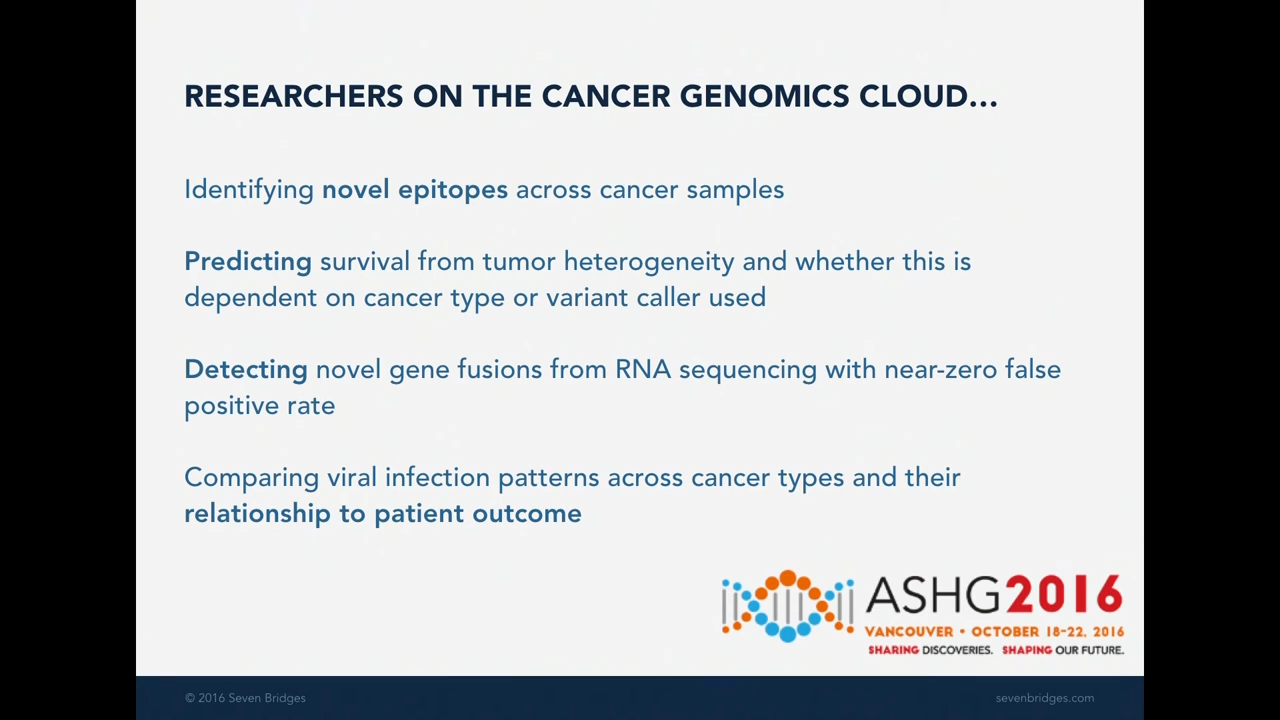 RESEARCHERS ON THE CANCER GENOMICS CLOUD...
Identifying novel epitopes across cancer samples
Predicting survival from tumor heterogeneity and whether this is
dependent on cancer type or variant caller used
Detecting novel gene fusions from RNA sequencing with near-zero false
positive rate
Comparing viral infection patterns across cancer types and their
relationship to patient outcome
ASHG2016
VANCOUVER • OCTOBER 18-22, 2016
SHARING DISCOVERIES. SHAPING OUR FUTURE.
© 2016 Seven Bridges
sevenbridges.com